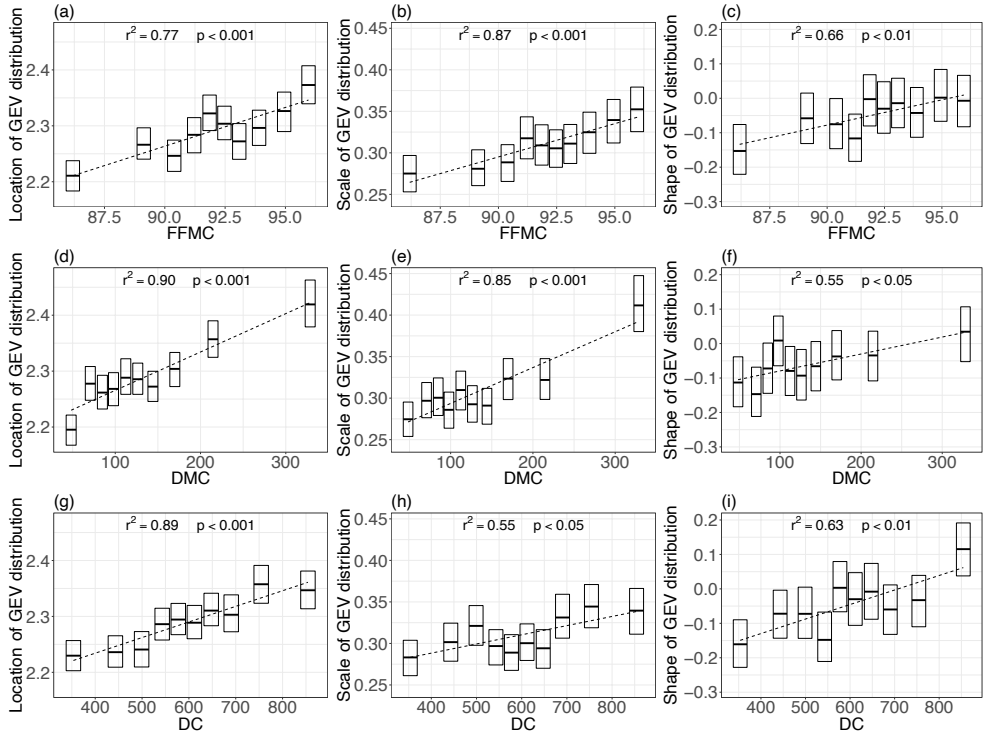 (a)
r² = 0.77 p < 0.001
Location of GEV distribution
2.4
2.3
2.2
87.5 90.0 92.5 95.0
FFMC
(b)
r² = 0.87 p < 0.001
Scale of GEV distribution
0.45
0.40
0.35
0.30
0.25
87.5 90.0 92.5 95.0
FFMC
(c)
r² = 0.66 p < 0.01
Shape of GEV distribution
0.2
0.1
0.0
−0.1
−0.2
−0.3
87.5 90.0 92.5 95.0
FFMC
(d)
r² = 0.90 p < 0.001
Location of GEV distribution
2.4
2.3
2.2
100 200 300
DMC
(e)
r² = 0.85 p < 0.001
Scale of GEV distribution
0.45
0.40
0.35
0.30
0.25
100 200 300
DMC
(f)
r² = 0.55 p < 0.05
Shape of GEV distribution
0.2
0.1
0.0
−0.1
−0.2
−0.3
100 200 300
DMC
(g)
r² = 0.89 p < 0.001
Location of GEV distribution
2.4
2.3
2.2
400 500 600 700 800
DC
(h)
r² = 0.55 p < 0.05
Scale of GEV distribution
0.45
0.40
0.35
0.30
0.25
400 500 600 700 800
DC
(i)
r² = 0.63 p < 0.01
Shape of GEV distribution
0.2
0.1
0.0
−0.1
−0.2
−0.3
400 500 600 700 800
DC